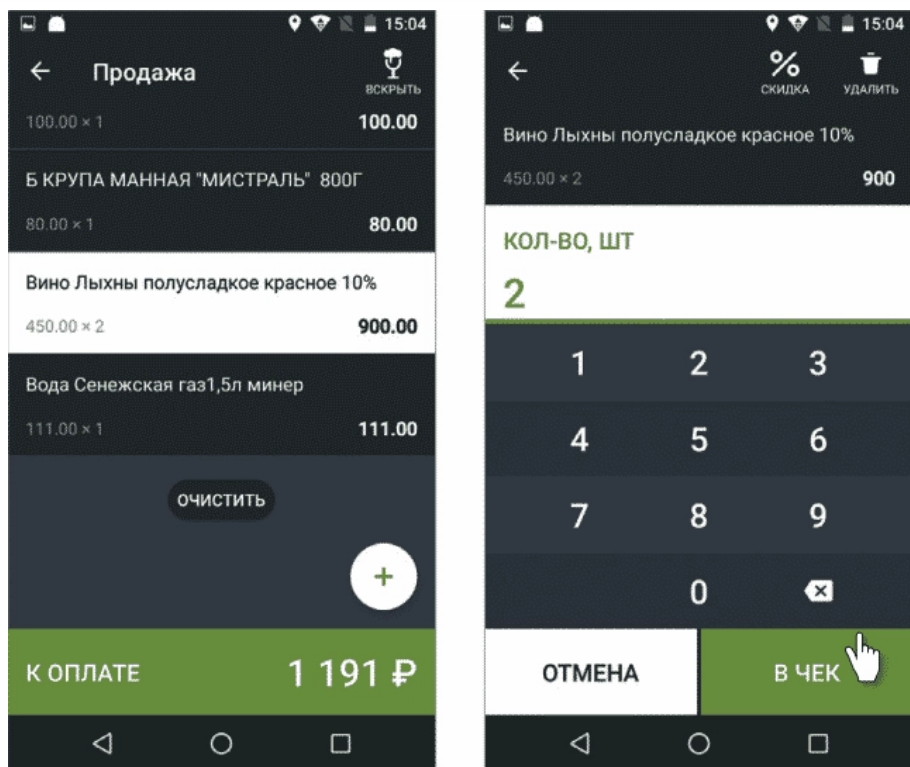 15:04
Продажа
ВСКРЫТЬ
100.00 × 1
100.00
Б КРУПА МАННАЯ "МИСТРАЛЬ" 800Г
80.00 × 1
80.00
Вино Лыхны полусладкое красное 10%
450.00 × 2
900.00
Вода Сенежская газ1,5л минер
111.00 × 1
111.00
ОЧИСТИТЬ
+
К ОПЛАТЕ
1 191 ₽
15:04
%
СКИДКА
УДАЛИТЬ
Вино Лыхны полусладкое красное 10%
450.00 × 2
900
КОЛ-ВО, ШТ
2
1 2 3
4 5 6
7 8 9
0
ОТМЕНА
В ЧЕК